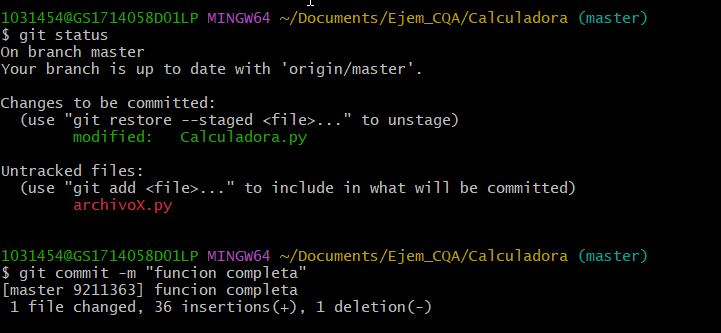 1031454@GS1714058D01LP MINGW64 ~/Documents/Ejem_CQA/Calculadora (master)
$ git status
On branch master
Your branch is up to date with 'origin/master'.

Changes to be committed:
  (use "git restore --staged <file>..." to unstage)
        modified:   Calculadora.py

Untracked files:
  (use "git add <file>..." to include in what will be committed)
        archivoX.py

1031454@GS1714058D01LP MINGW64 ~/Documents/Ejem_CQA/Calculadora (master)
$ git commit -m "funcion completa"
[master 9211363] funcion completa
 1 file changed, 36 insertions(+), 1 deletion(-)